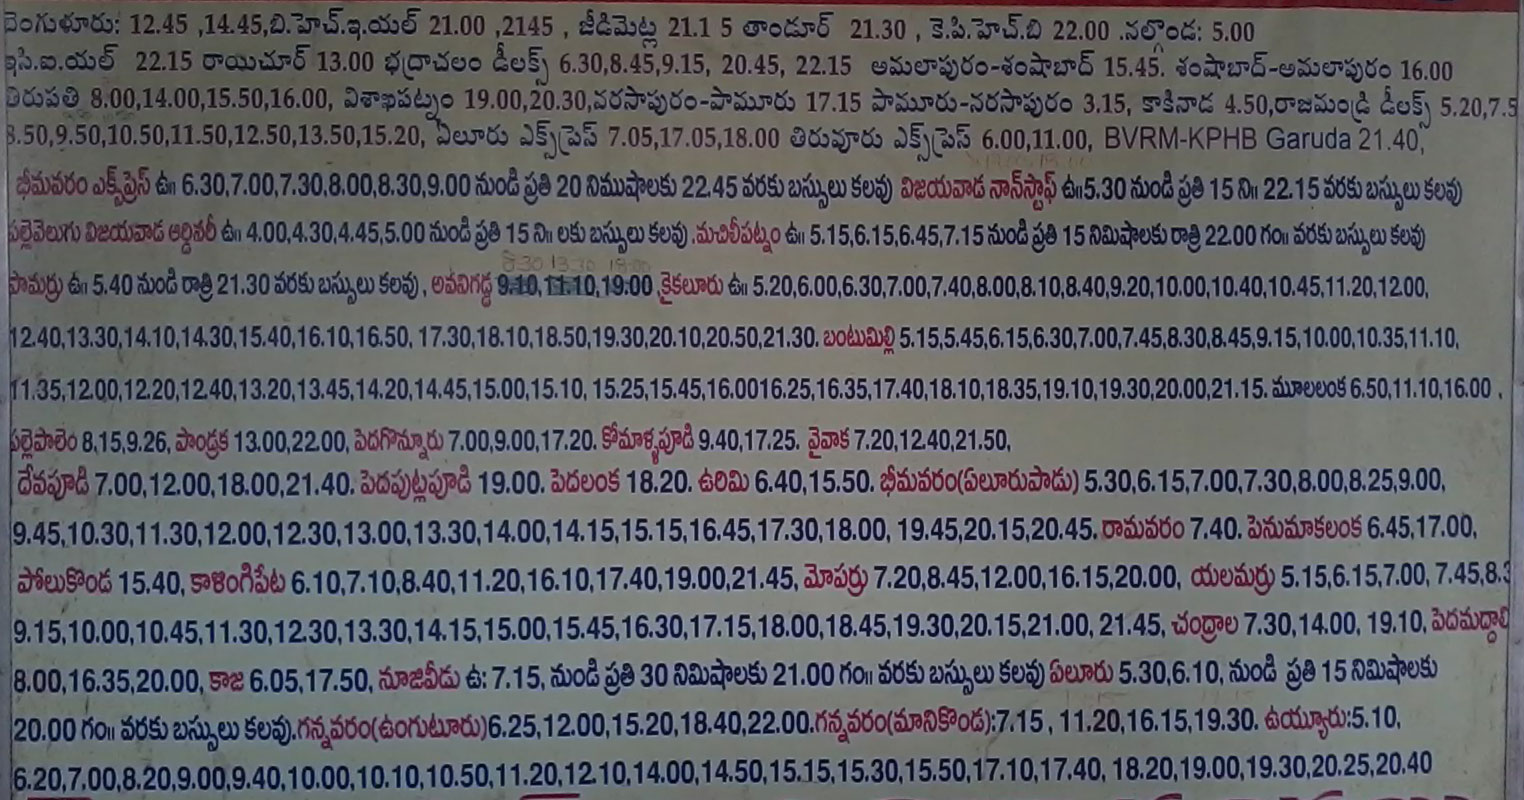 బెంగుళూరు: 12.45 ,14.45,బి.హెచ్.ఇ.యల్ 21.00 ,2145 , జీడిమెట్ల 21.1 5 తాండూర్ 21.30 , కె.పి.హెచ్.బి 22.00 .నల్గొండ: 5.00
ఇసి.ఐ.యల్ 22.15 రాయిచూర్ 13.00 భద్రాచలం డీలక్స్ 6.30,8.45,9.15, 20.45, 22.15 అమలాపురం-శంషాబాద్ 15.45. శంషాబాద్-అమలాపురం 16.00
తిరుపతి 8.00,14.00,15.50,16.00, విశాఖపట్నం 19.00,20.30,నరసాపురం-పామూరు 17.15 పామూరు-నరసాపురం 3.15, కాకినాడ 4.50,రాజమండ్రి డీలక్స్ 5.20,7.5
8.50,9.50,10.50,11.50,12.50,13.50,15.20, ఏలూరు ఎక్స్‌ప్రెస్ 7.05,17.05,18.00 తిరువూరు ఎక్స్‌ప్రెస్ 6.00,11.00, BVRM-KPHB Garuda 21.40,
భీమవరం ఎక్స్‌ప్రెస్ ఉ॥ 6.30,7.00,7.30,8.00,8.30,9.00 నుండి ప్రతి 20 నిముషాలకు 22.45 వరకు బస్సులు కలవు విజయవాడ నాన్‌స్టాఫ్ ఉ॥5.30 నుండి ప్రతి 15 ని॥ 22.15 వరకు బస్సులు కలవు
పల్లెవెలుగు విజయవాడ ఆర్డినరీ ఉ॥ 4.00,4.30,4.45,5.00 నుండి ప్రతి 15 ని॥ లకు బస్సులు కలవు .మచిలీపట్నం ఉ॥ 5.15,6.15,6.45,7.15 నుండి ప్రతి 15 నిమిషాలకు రాత్రి 22.00 గం॥ వరకు బస్సులు కలవు
8.30 13.30 18.00
పామర్రు ఉ॥ 5.40 నుండి రాత్రి 21.30 వరకు బస్సులు కలవు, అవనిగడ్డ 9.10,11.10,19.00 కైకలూరు ఉ॥ 5.20,6.00,6.30,7.00,7.40,8.00,8.10,8.40,9.20,10.00,10.40,10.45,11.20,12.00,
12.40,13.30,14.10,14.30,15.40,16.10,16.50, 17.30,18.10,18.50,19.30,20.10,20.50,21.30. బంటుమిల్లి 5.15,5.45,6.15,6.30,7.00,7.45,8.30,8.45,9.15,10.00,10.35,11.10,
11.35,12.00,12.20,12.40,13.20,13.45,14.20,14.45,15.00,15.10, 15.25,15.45,16.0016.25,16.35,17.40,18.10,18.35,19.10,19.30,20.00,21.15. మూలలంక 6.50,11.10,16.00 ,
పల్లెపాలెం 8,15,9.26, పాండ్రక 13.00,22.00, పెదగొన్నూరు 7.00,9.00,17.20. కోమాళ్ళపూడి 9.40,17.25. వైవాక 7.20,12.40,21.50,
దేవపూడి 7.00,12.00,18.00,21.40. పెదపుట్లపూడి 19.00. పెదలంక 18.20. ఉరిమి 6.40,15.50. భీమవరం(ఏలూరుపాడు) 5.30,6.15,7.00,7.30,8.00,8.25,9.00,
9.45,10.30,11.30,12.00,12.30,13.00,13.30,14.00,14.15,15.15,16.45,17.30,18.00, 19.45,20.15,20.45. రామవరం 7.40. పెనుమాకలంక 6.45,17.00,
పోలుకొండ 15.40, కాళింగిపేట 6.10,7.10,8.40,11.20,16.10,17.40,19.00,21.45, మోపర్రు 7.20,8.45,12.00,16.15,20.00, యలమర్రు 5.15,6.15,7.00, 7.45,8.3
9.15,10.00,10.45,11.30,12.30,13.30,14.15,15.00,15.45,16.30,17.15,18.00,18.45,19.30,20.15,21.00, 21.45, చంద్రాల 7.30,14.00, 19.10, పెదమద్దాలి
8.00,16.35,20.00, కాజ 6.05,17.50, నూజివీడు ఉ: 7.15, నుండి ప్రతి 30 నిమిషాలకు 21.00 గం॥ వరకు బస్సులు కలవు ఏలూరు 5.30,6.10, నుండి ప్రతి 15 నిమిషాలకు
20.00 గం॥ వరకు బస్సులు కలవు.గన్నవరం(ఉంగుటూరు)6.25,12.00,15.20,18.40,22.00.గన్నవరం(మానికొండ):7.15 , 11.20,16.15,19.30. ఉయ్యూరు:5.10,
6.20,7.00,8.20,9.00,9.40,10.00,10.10,10.50,11.20,12.10,14.00,14.50,15.15,15.30,15.50,17.10,17.40, 18.20,19.00,19.30,20.25,20.40